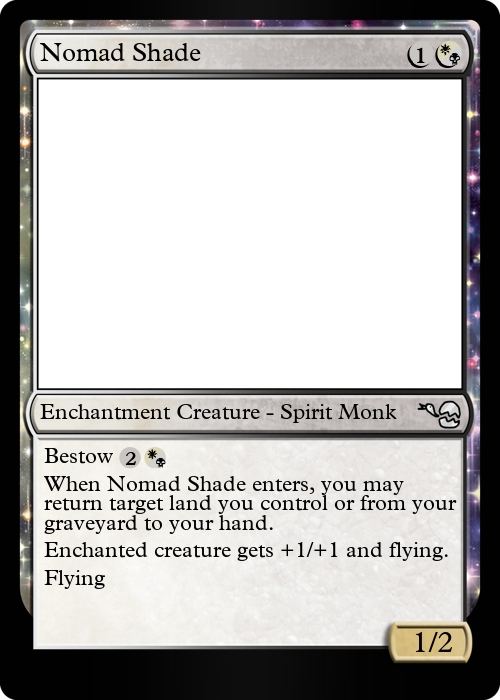 Nomad Shade 1
Enchantment Creature - Spirit Monk
Bestow 2
When Nomad Shade enters, you may
return target land you control or from your
graveyard to your hand.
Enchanted creature gets +1/+1 and flying.
Flying
1/2